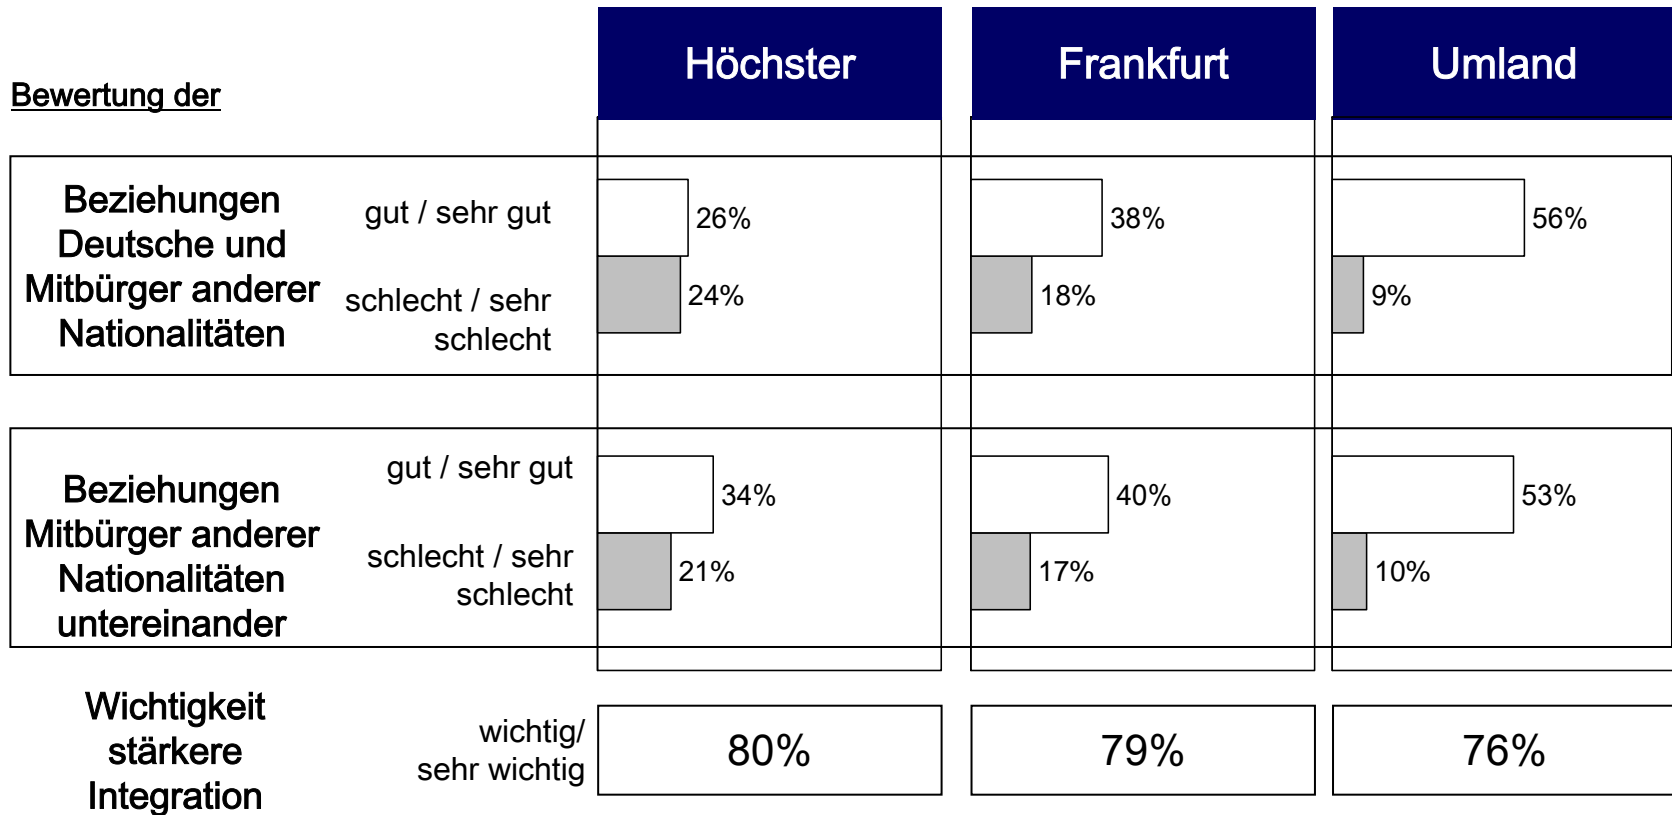 Höchster
Frankfurt
Umland
Bewertung der
Beziehungen
Deutsche und
Mitbürger anderer
Nationalitäten
gut / sehr gut
schlecht / sehr
schlecht
26%
24%
38%
18%
56%
9%
Beziehungen
Mitbürger anderer
Nationalitäten
untereinander
gut / sehr gut
schlecht / sehr
schlecht
34%
21%
40%
17%
53%
10%
Wichtigkeit
stärkere
Integration
wichtig/
sehr wichtig
80%
79%
76%